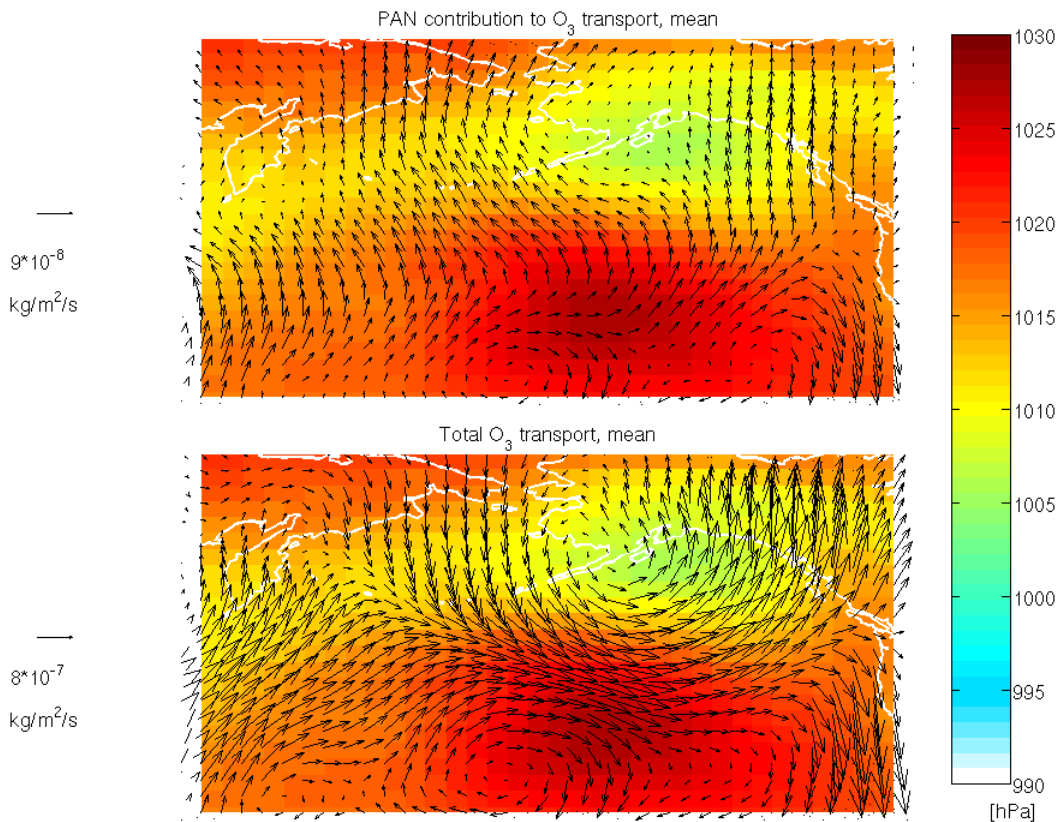 PAN contribution to O₃ transport, mean
9*10⁻⁸
kg/m²/s
Total O₃ transport, mean
8*10⁻⁷
kg/m²/s
1030
1025
1020
1015
1010
1005
1000
995
990
[hPa]